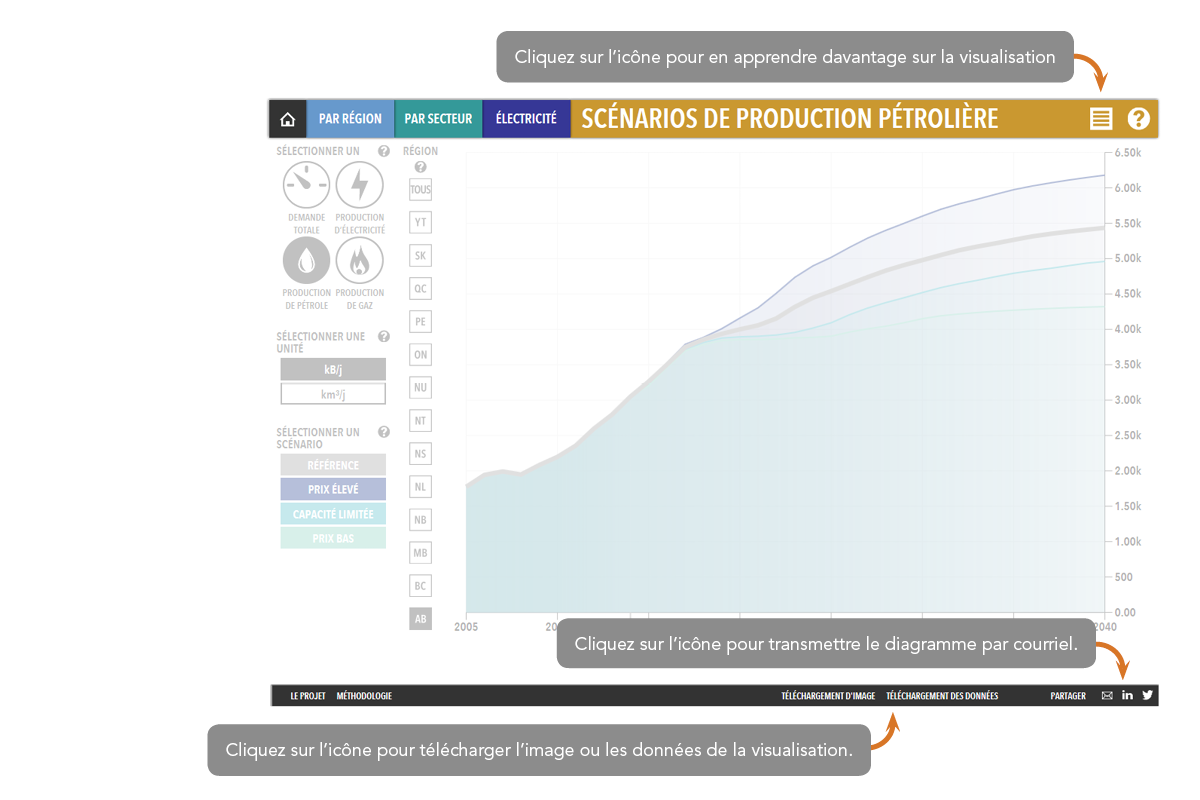 Cliquez sur l'icône pour en apprendre davantage sur la visualisation
PAR RÉGION
PAR SECTEUR
ÉLECTRICITÉ
SCÉNARIOS DE PRODUCTION PÉTROLIÈRE
?
SÉLECTIONNER UN ?
DEMANDE
TOTALE
PRODUCTION
D'ÉLECTRICITÉ
PRODUCTION
DE PÉTROLE
PRODUCTION
DE GAZ
SÉLECTIONNER UNE ?
UNITÉ
kB/j
km³/j
SÉLECTIONNER UN ?
SCÉNARIO
RÉFÉRENCE
PRIX ÉLEVÉ
CAPACITÉ LIMITÉE
PRIX BAS
RÉGION
?
TOUS
YT
SK
QC
PE
ON
NU
NT
NS
NL
NB
MB
BC
AB
6.50k
6.00k
5.50k
5.00k
4.50k
4.00k
3.50k
3.00k
2.50k
2.00k
1.50k
1.00k
500
0.00
2005
20
2040
Cliquez sur l'icône pour transmettre le diagramme par courriel.
LE PROJET
MÉTHODOLOGIE
TÉLÉCHARGEMENT D'IMAGE
TÉLÉCHARGEMENT DES DONNÉES
PARTAGER
in
Cliquez sur l'icône pour télécharger l'image ou les données de la visualisation.